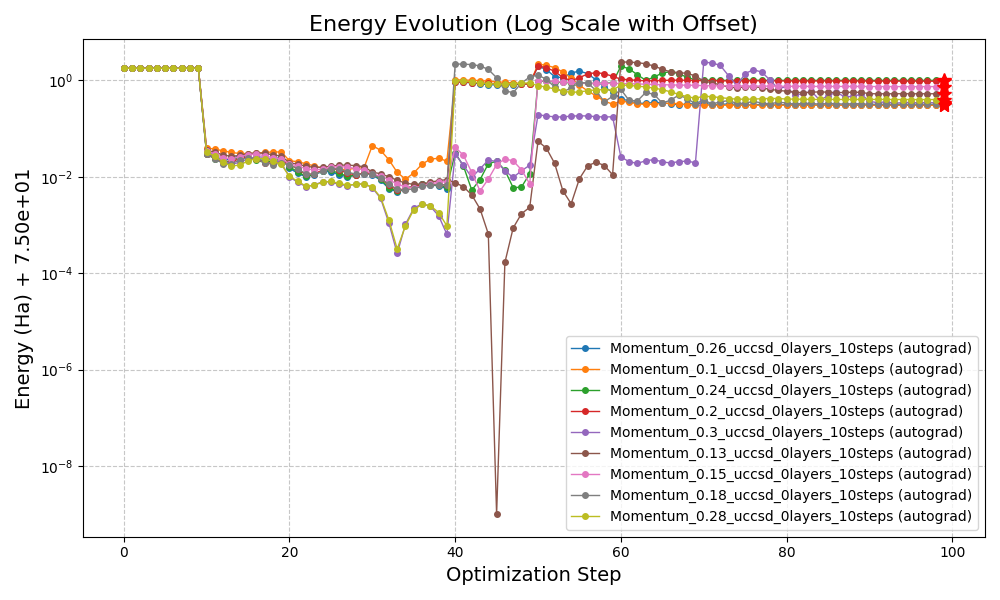 Energy Evolution (Log Scale with Offset)
Energy (Ha) + 7.50e+01
10⁰
10⁻²
10⁻⁴
10⁻⁶
10⁻⁸
Momentum_0.26_uccsd_0layers_10steps (autograd)
Momentum_0.1_uccsd_0layers_10steps (autograd)
Momentum_0.24_uccsd_0layers_10steps (autograd)
Momentum_0.2_uccsd_0layers_10steps (autograd)
Momentum_0.3_uccsd_0layers_10steps (autograd)
Momentum_0.13_uccsd_0layers_10steps (autograd)
Momentum_0.15_uccsd_0layers_10steps (autograd)
Momentum_0.18_uccsd_0layers_10steps (autograd)
Momentum_0.28_uccsd_0layers_10steps (autograd)
0 20 40 60 80 100
Optimization Step